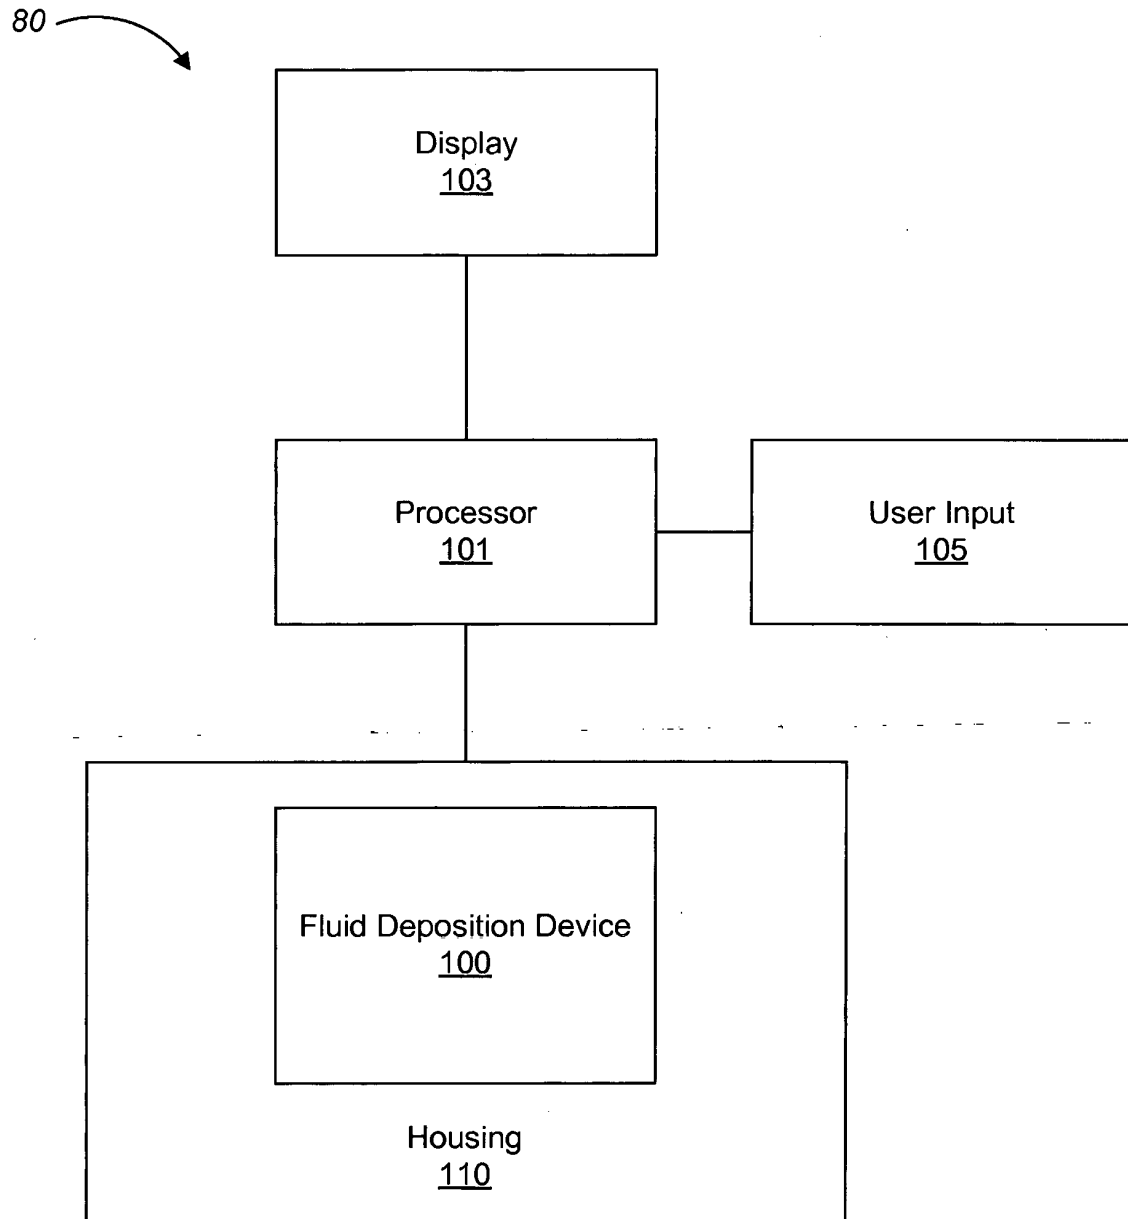 80
Display
103
Processor
101
User Input
105
Fluid Deposition Device
100
Housing
110